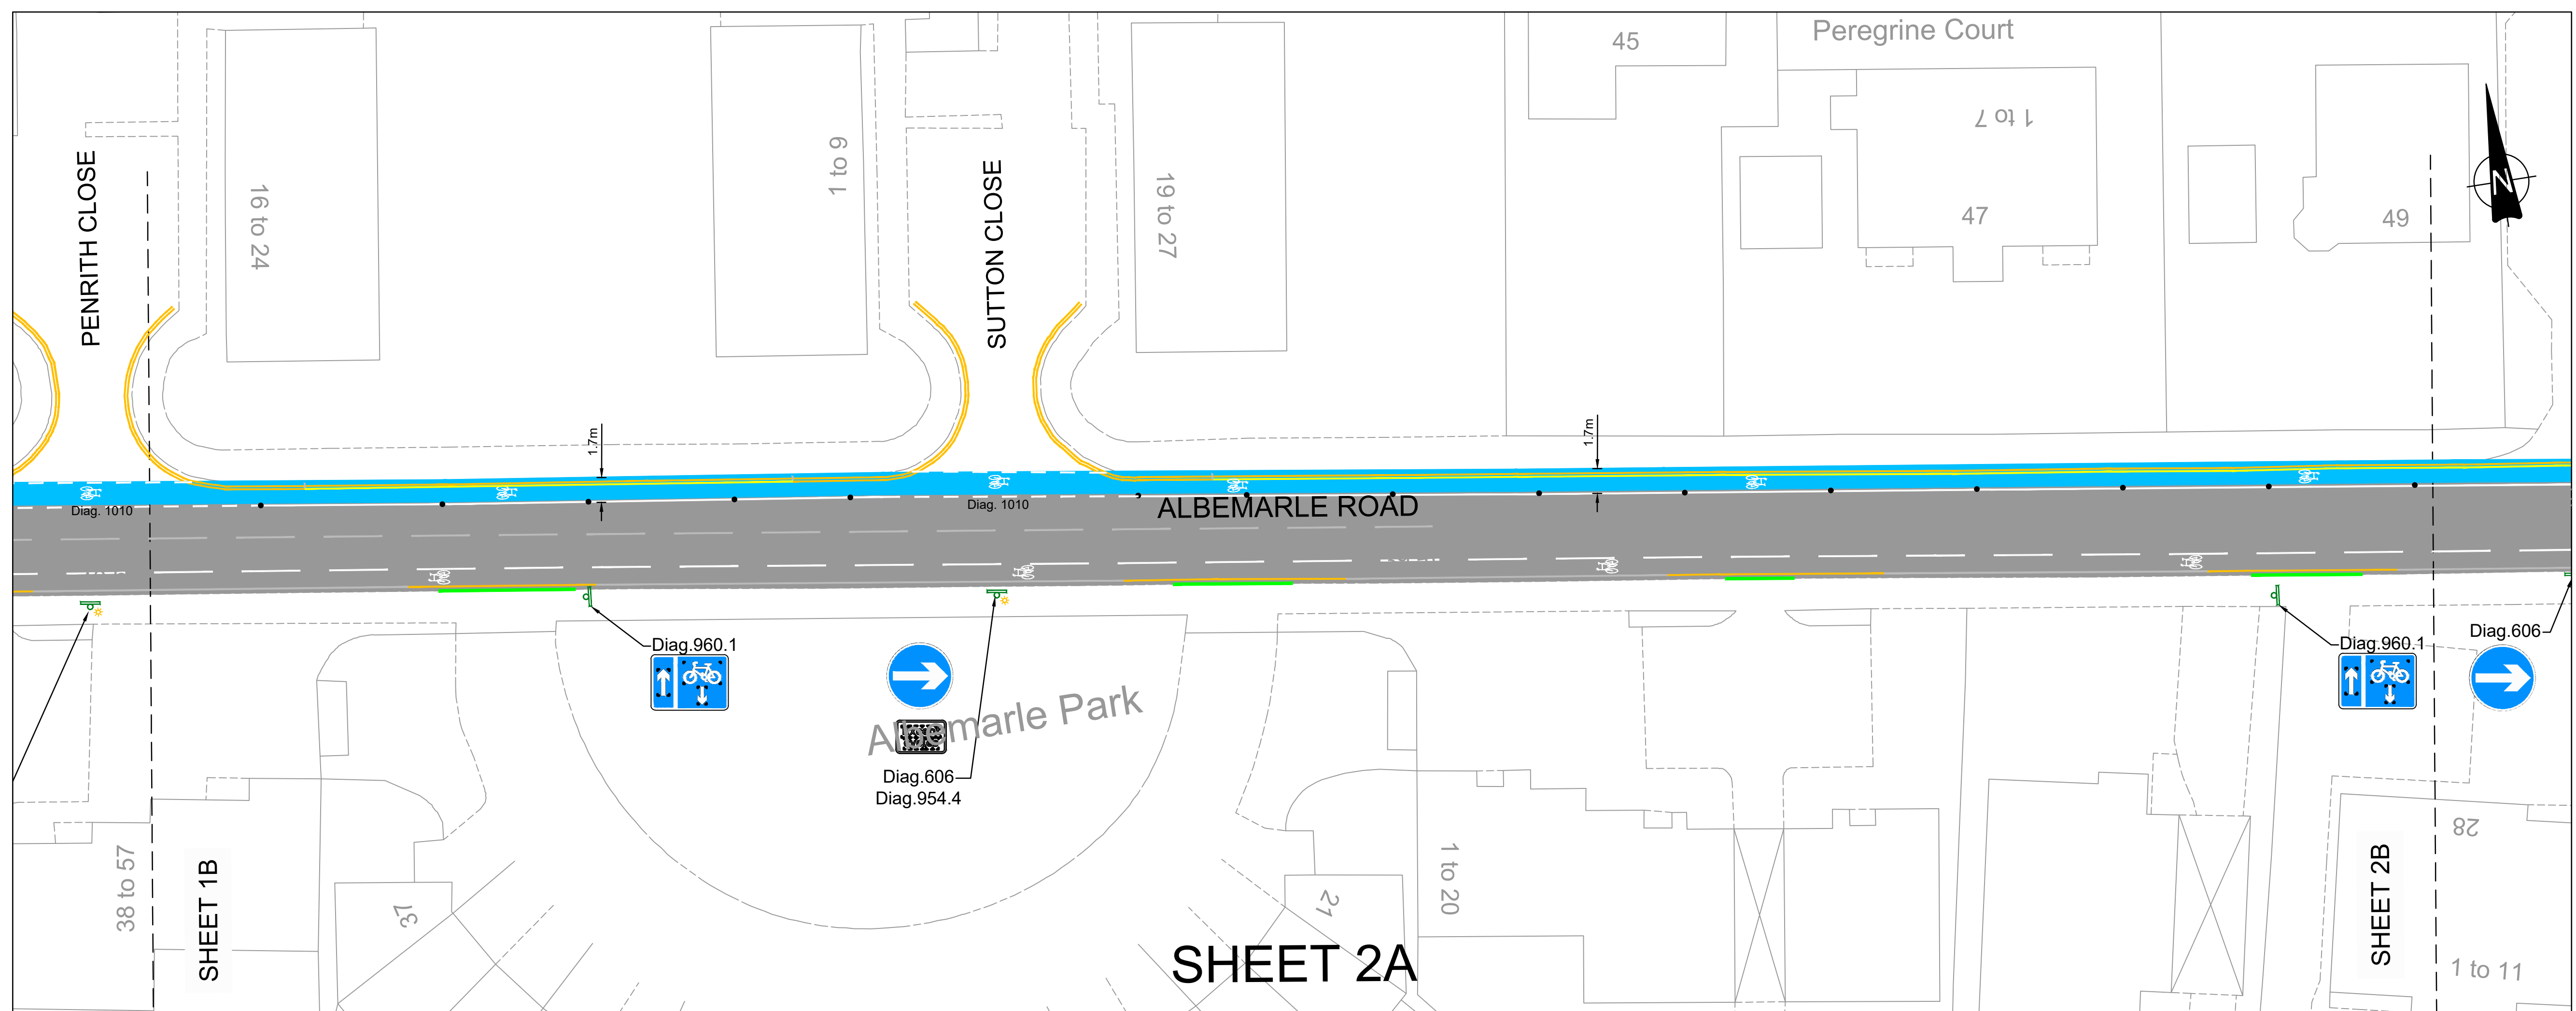 Peregrine Court
45
1 to 7
47
49
N
PENRITH CLOSE
16 to 24
1 to 9
SUTTON CLOSE
19 to 27
1.7m
1.7m
Diag. 1010
Diag. 1010
ALBEMARLE ROAD
Diag.960.1
Diag.960.1
Diag.606
Albemarle Park
Diag.606
Diag.954.4
38 to 57
SHEET 1B
37
21
1 to 20
SHEET 2A
SHEET 2B
28
1 to 11